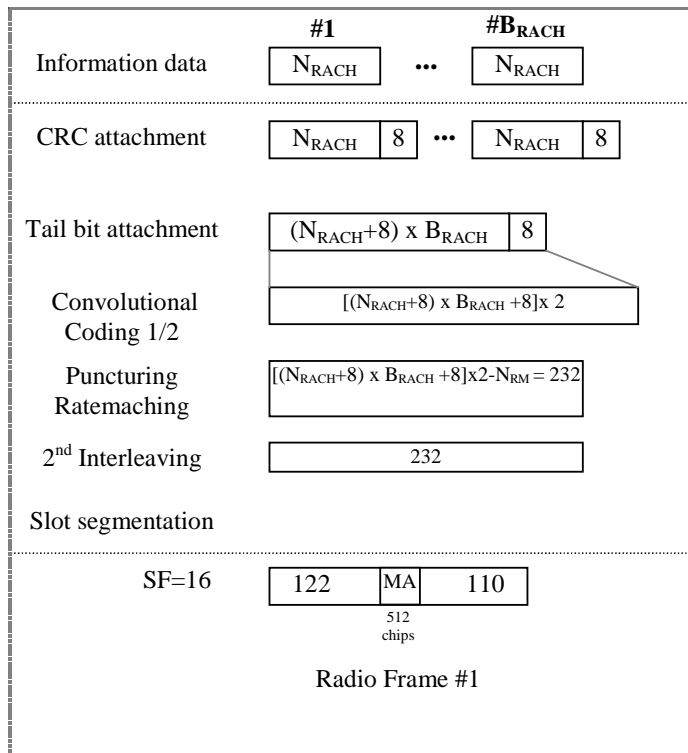 #1 #B_RACH
Information data N_RACH ••• N_RACH
CRC attachment N_RACH 8 ••• N_RACH 8
Tail bit attachment (N_RACH+8) x B_RACH 8
Convolutional
Coding 1/2
[(N_RACH+8) x B_RACH +8]x 2
Puncturing
Ratemaching
[(N_RACH+8) x B_RACH +8]x2-N_RM = 232
2nd Interleaving 232
Slot segmentation
SF=16 122 MA 110
512
chips
Radio Frame #1